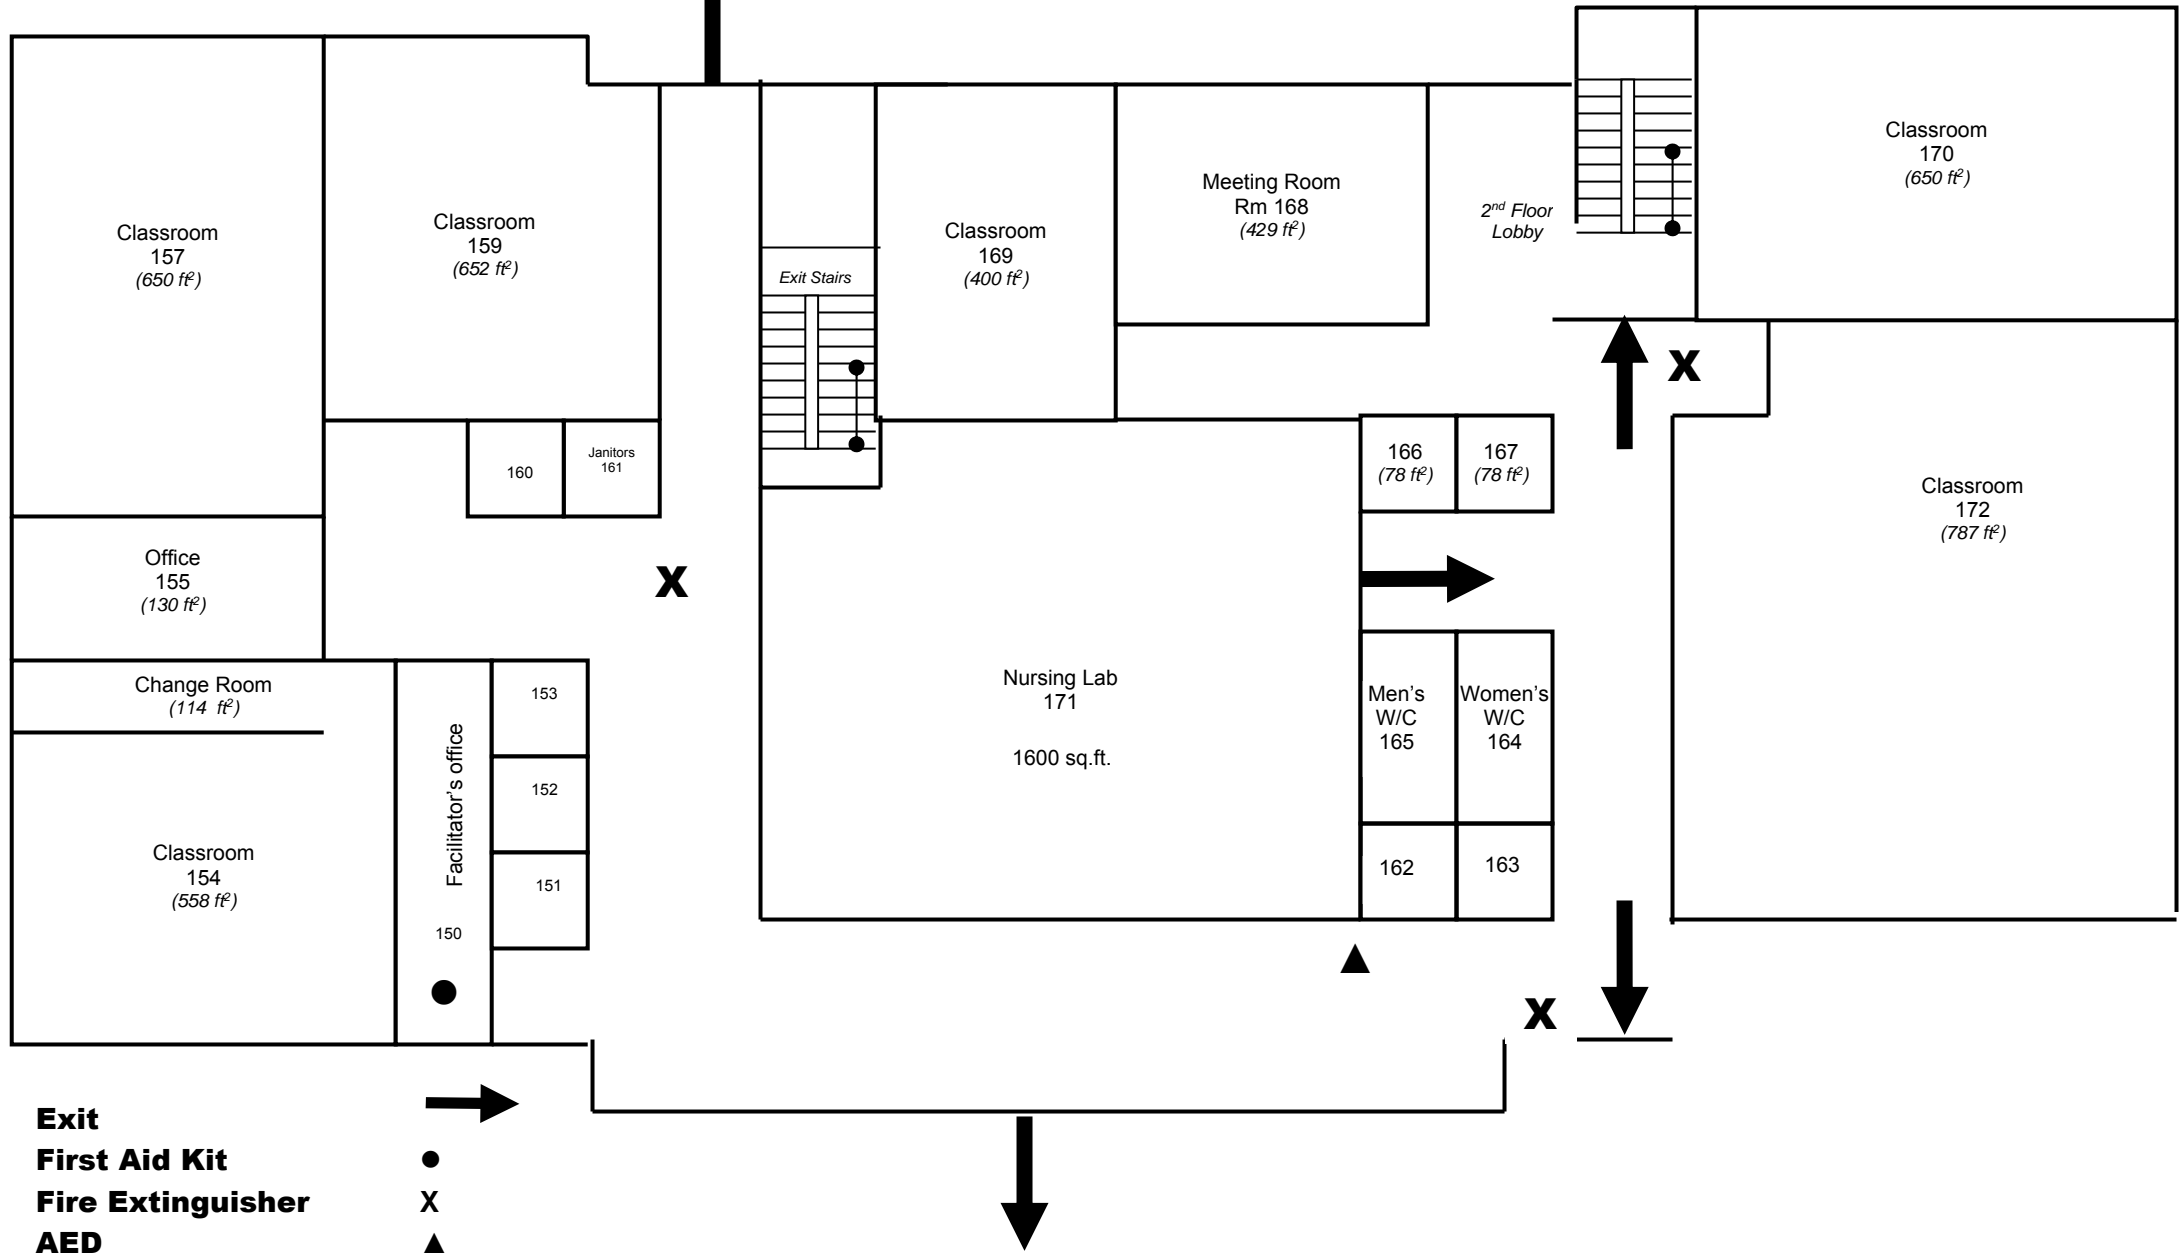 Classroom
157
(650 ft²)
Classroom
159
(652 ft²)
Exit Stairs
Classroom
169
(400 ft²)
Meeting Room
Rm 168
(429 ft²)
2nd Floor
Lobby
Classroom
170
(650 ft²)
160
Janitors
161
166
(78 ft²)
167
(78 ft²)
Classroom
172
(787 ft²)
Office
155
(130 ft²)
X
X
Change Room
(114 ft²)
153
152
151
Facilitator's office
150
Classroom
154
(558 ft²)
Nursing Lab
171
1600 sq.ft.
Men's
W/C
165
Women's
W/C
164
162
163
X
Exit
First Aid Kit
Fire Extinguisher X
AED